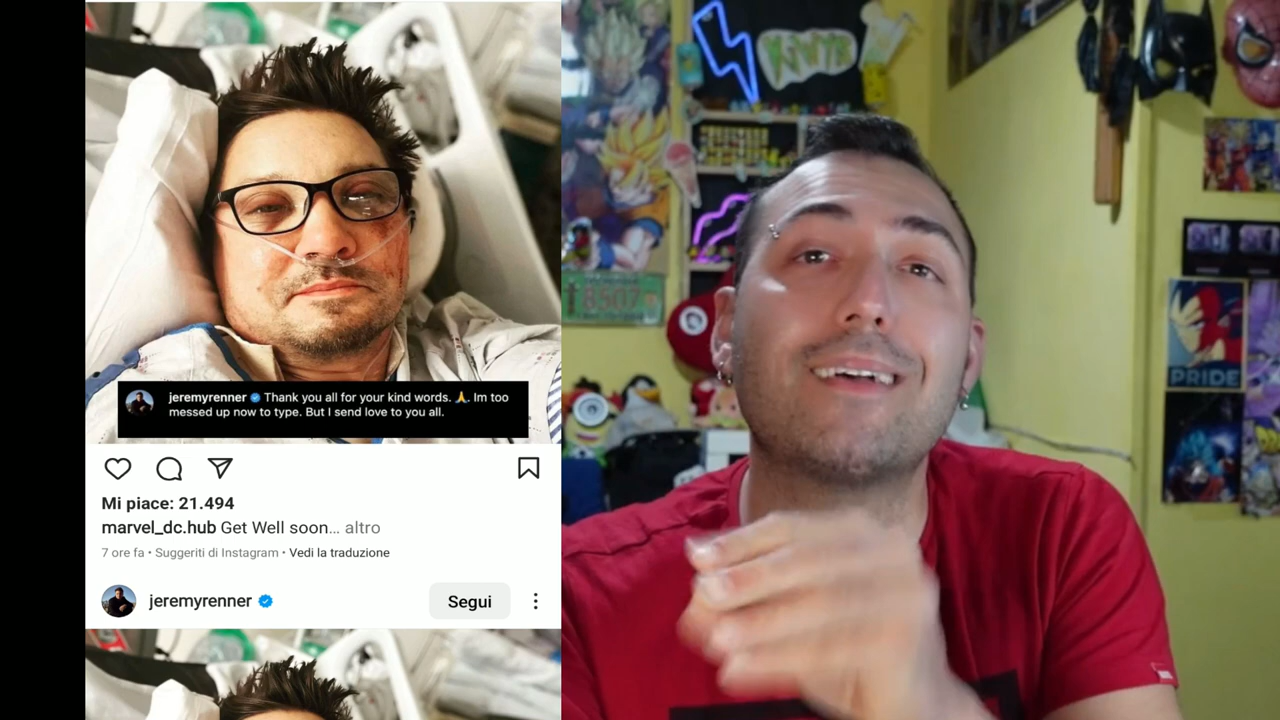 jeremyrenner Thank you all for your kind words. 🙏. Im too
messed up now to type. But I send love to you all.
Mi piace: 21.494
marvel_dc.hub Get Well soon... altro
7 ore fa • Suggeriti di Instagram • Vedi la traduzione
jeremyrenner
Segui
8507
PRIDE